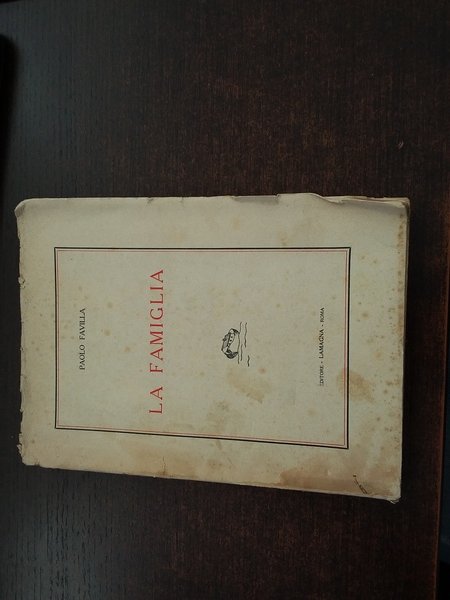 PAOLO FAVILLA
LA FAMIGLIA
EDITORE - LAMAGNA - ROMA